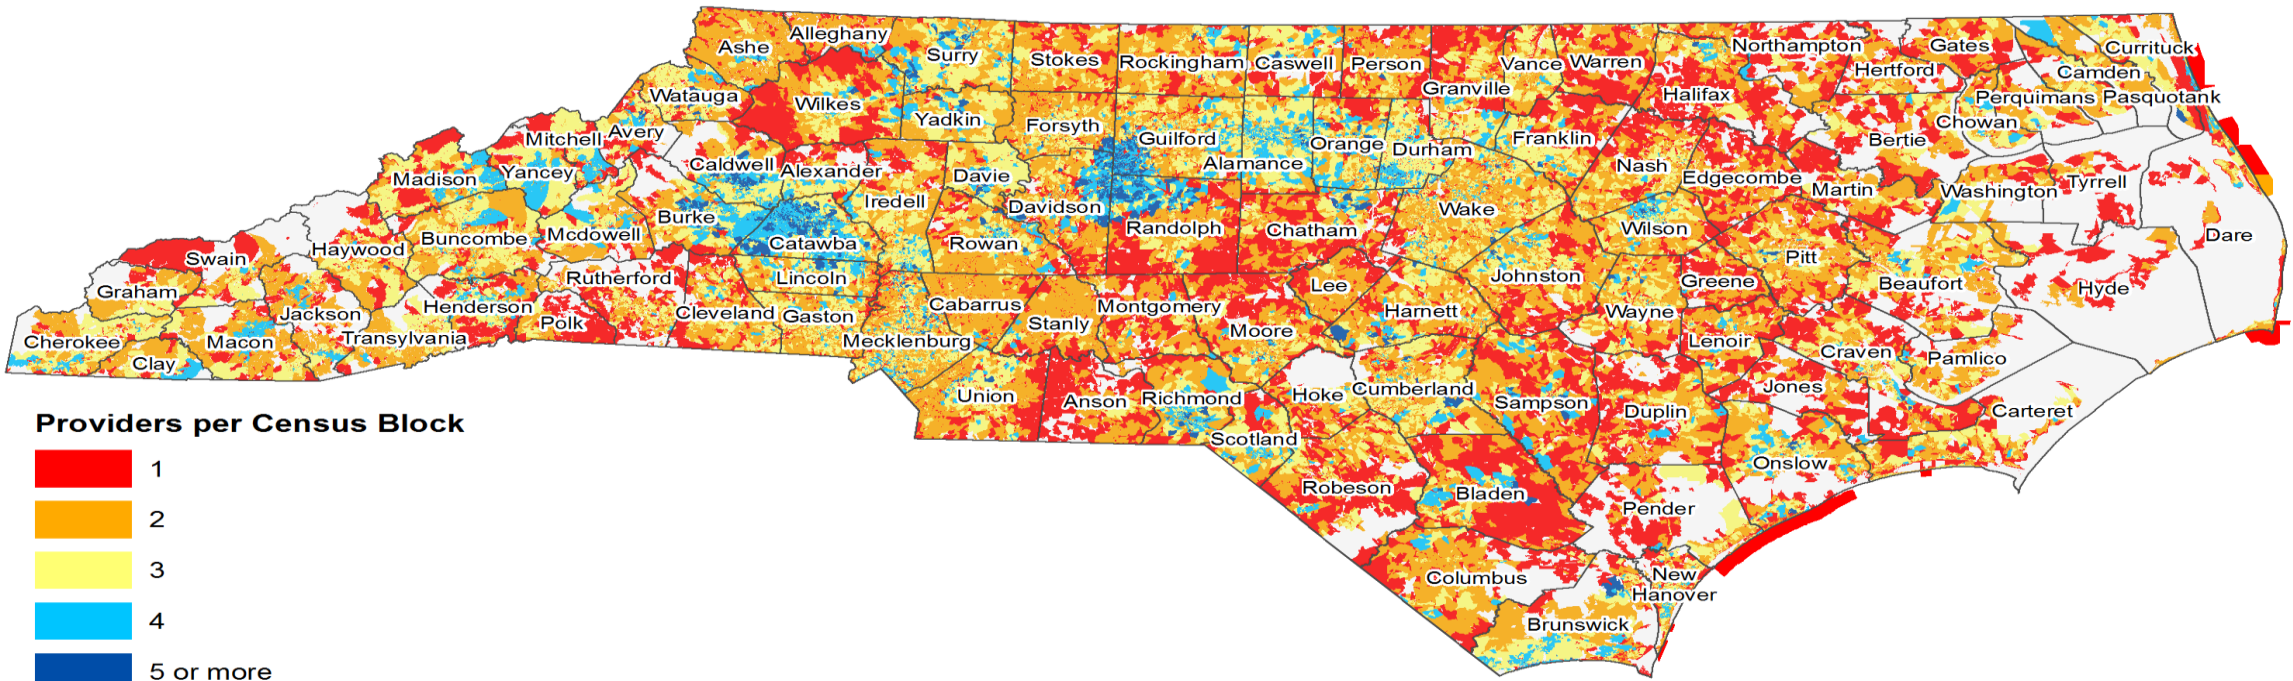 Ashe
Alleghany
Surry
Stokes
Rockingham
Caswell
Person
Granville
Vance
Warren
Halifax
Northampton
Gates
Hertford
Currituck
Camden
Perquimans
Pasquotank
Chowan
Bertie
Watauga
Wilkes
Yadkin
Forsyth
Guilford
Alamance
Orange
Durham
Franklin
Nash
Edgecombe
Martin
Washington
Tyrrell
Dare
Mitchell
Avery
Madison
Yancey
Caldwell
Alexander
Iredell
Davie
Davidson
Randolph
Chatham
Wake
Wilson
Pitt
Beaufort
Hyde
Swain
Haywood
Buncombe
Mcdowell
Burke
Catawba
Rowan
Lincoln
Graham
Jackson
Henderson
Rutherford
Polk
Cleveland
Gaston
Cabarrus
Stanly
Montgomery
Moore
Lee
Harnett
Johnston
Wayne
Greene
Lenoir
Craven
Pamlico
Cherokee
Clay
Macon
Transylvania
Mecklenburg
Union
Anson
Richmond
Hoke
Cumberland
Sampson
Duplin
Jones
Carteret
Scotland
Robeson
Bladen
Onslow
Pender
Columbus
New
Hanover
Brunswick
Providers per Census Block
1
2
3
4
5 or more